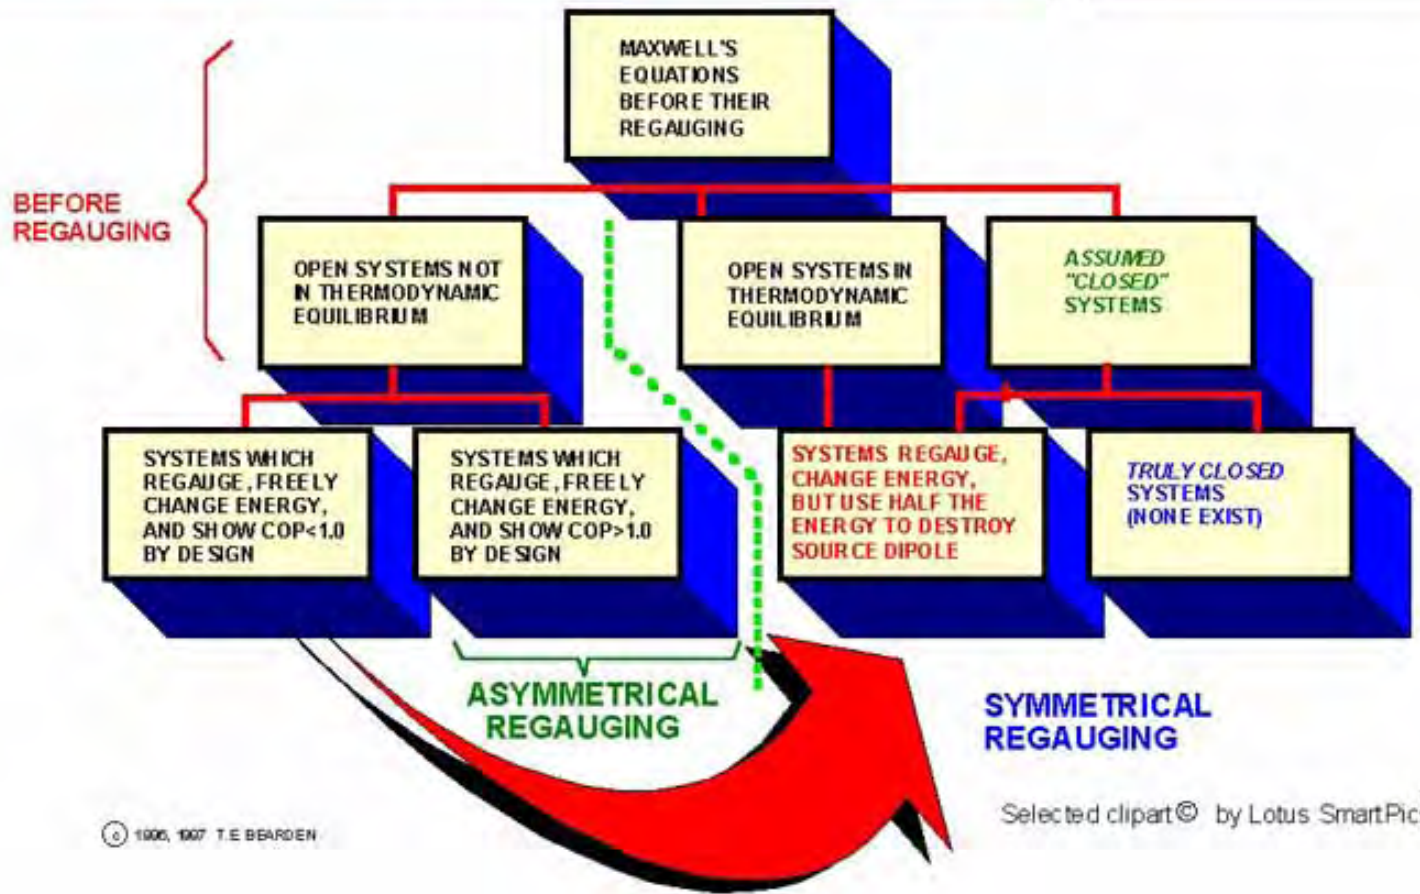 MAXWELL'S
EQUATIONS
BEFORE THEIR
REGAUGING
BEFORE
REGAUGING
OPEN SYSTEMS NOT
IN THERMODYNAMIC
EQUILIBRIUM
OPEN SYSTEMS IN
THERMODYNAMIC
EQUILIBRIUM
ASSUMED
"CLOSED"
SYSTEMS
SYSTEMS WHICH
REGAUGE, FREELY
CHANGE ENERGY,
AND SHOW COP<1.0
BY DESIGN
SYSTEMS WHICH
REGAUGE, FREELY
CHANGE ENERGY,
AND SHOW COP>1.0
BY DESIGN
SYSTEMS REGAUGE,
CHANGE ENERGY,
BUT USE HALF THE
ENERGY TO DESTROY
SOURCE DIPOLE
TRULY CLOSED
SYSTEMS
(NONE EXIST)
ASYMMETRICAL
REGAUGING
SYMMETRICAL
REGAUGING
© 1996, 1997 T.E BEARDEN
Selected clipart© by Lotus SmartPic